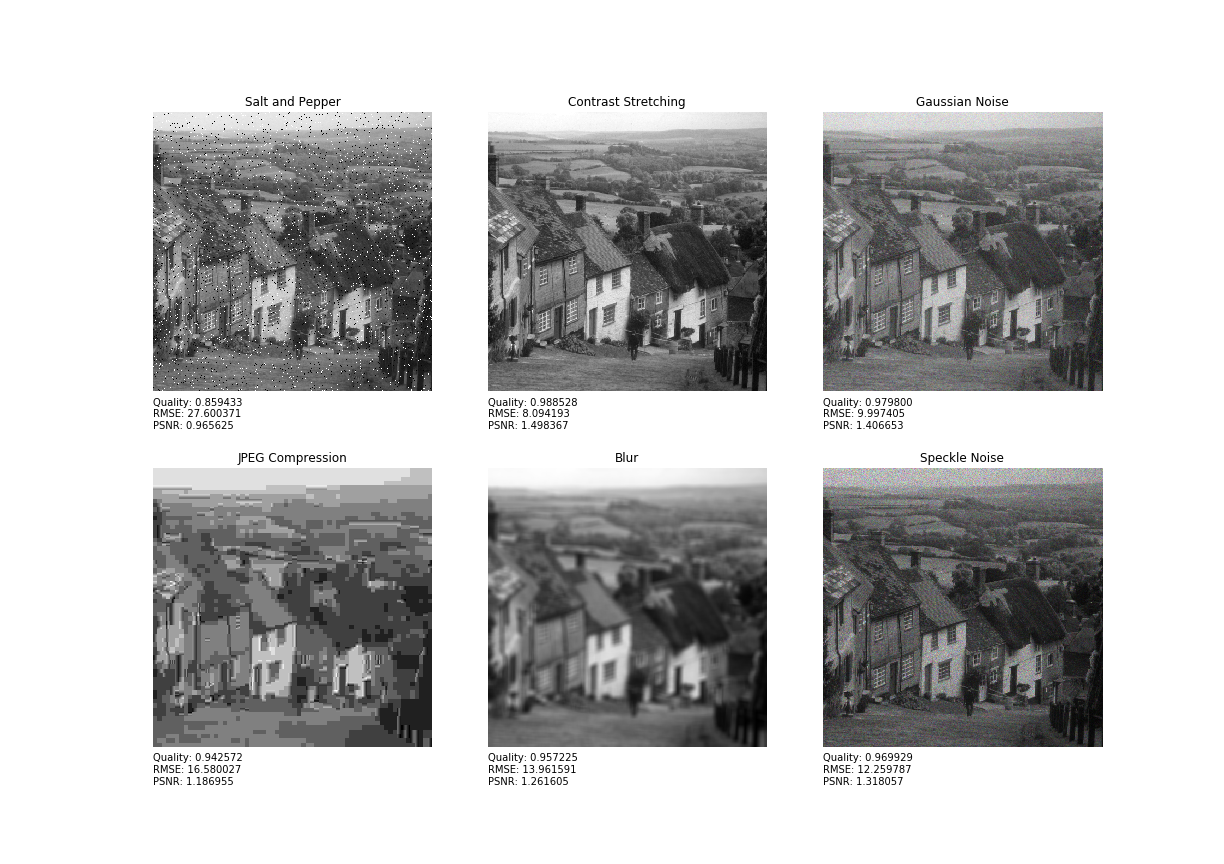 Salt and Pepper
Contrast Stretching
Gaussian Noise
Quality: 0.859433
RMSE: 27.600371
PSNR: 0.965625
Quality: 0.988528
RMSE: 8.094193
PSNR: 1.498367
Quality: 0.979800
RMSE: 9.997405
PSNR: 1.406653
JPEG Compression
Blur
Speckle Noise
Quality: 0.942572
RMSE: 16.580027
PSNR: 1.186955
Quality: 0.957225
RMSE: 13.961591
PSNR: 1.261605
Quality: 0.969929
RMSE: 12.259787
PSNR: 1.318057